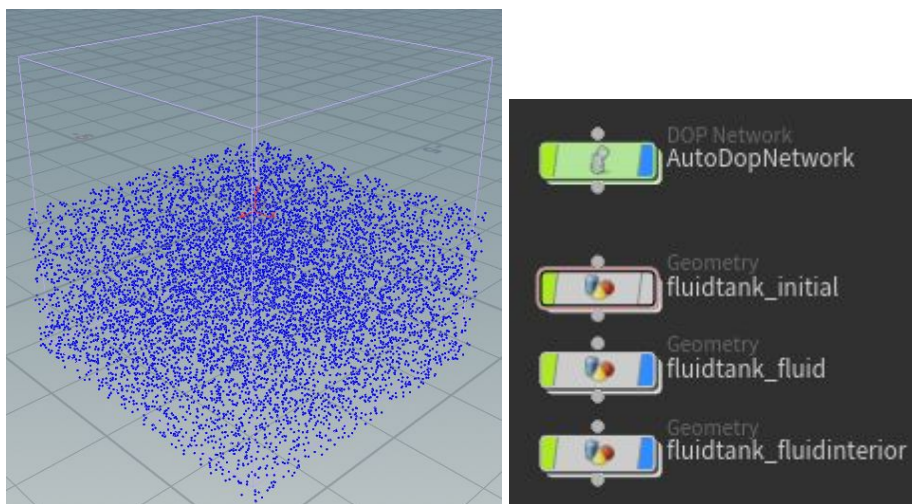 DOP Network
AutoDopNetwork
Geometry
fluidtank_initial
Geometry
fluidtank_fluid
Geometry
fluidtank_fluidinterior